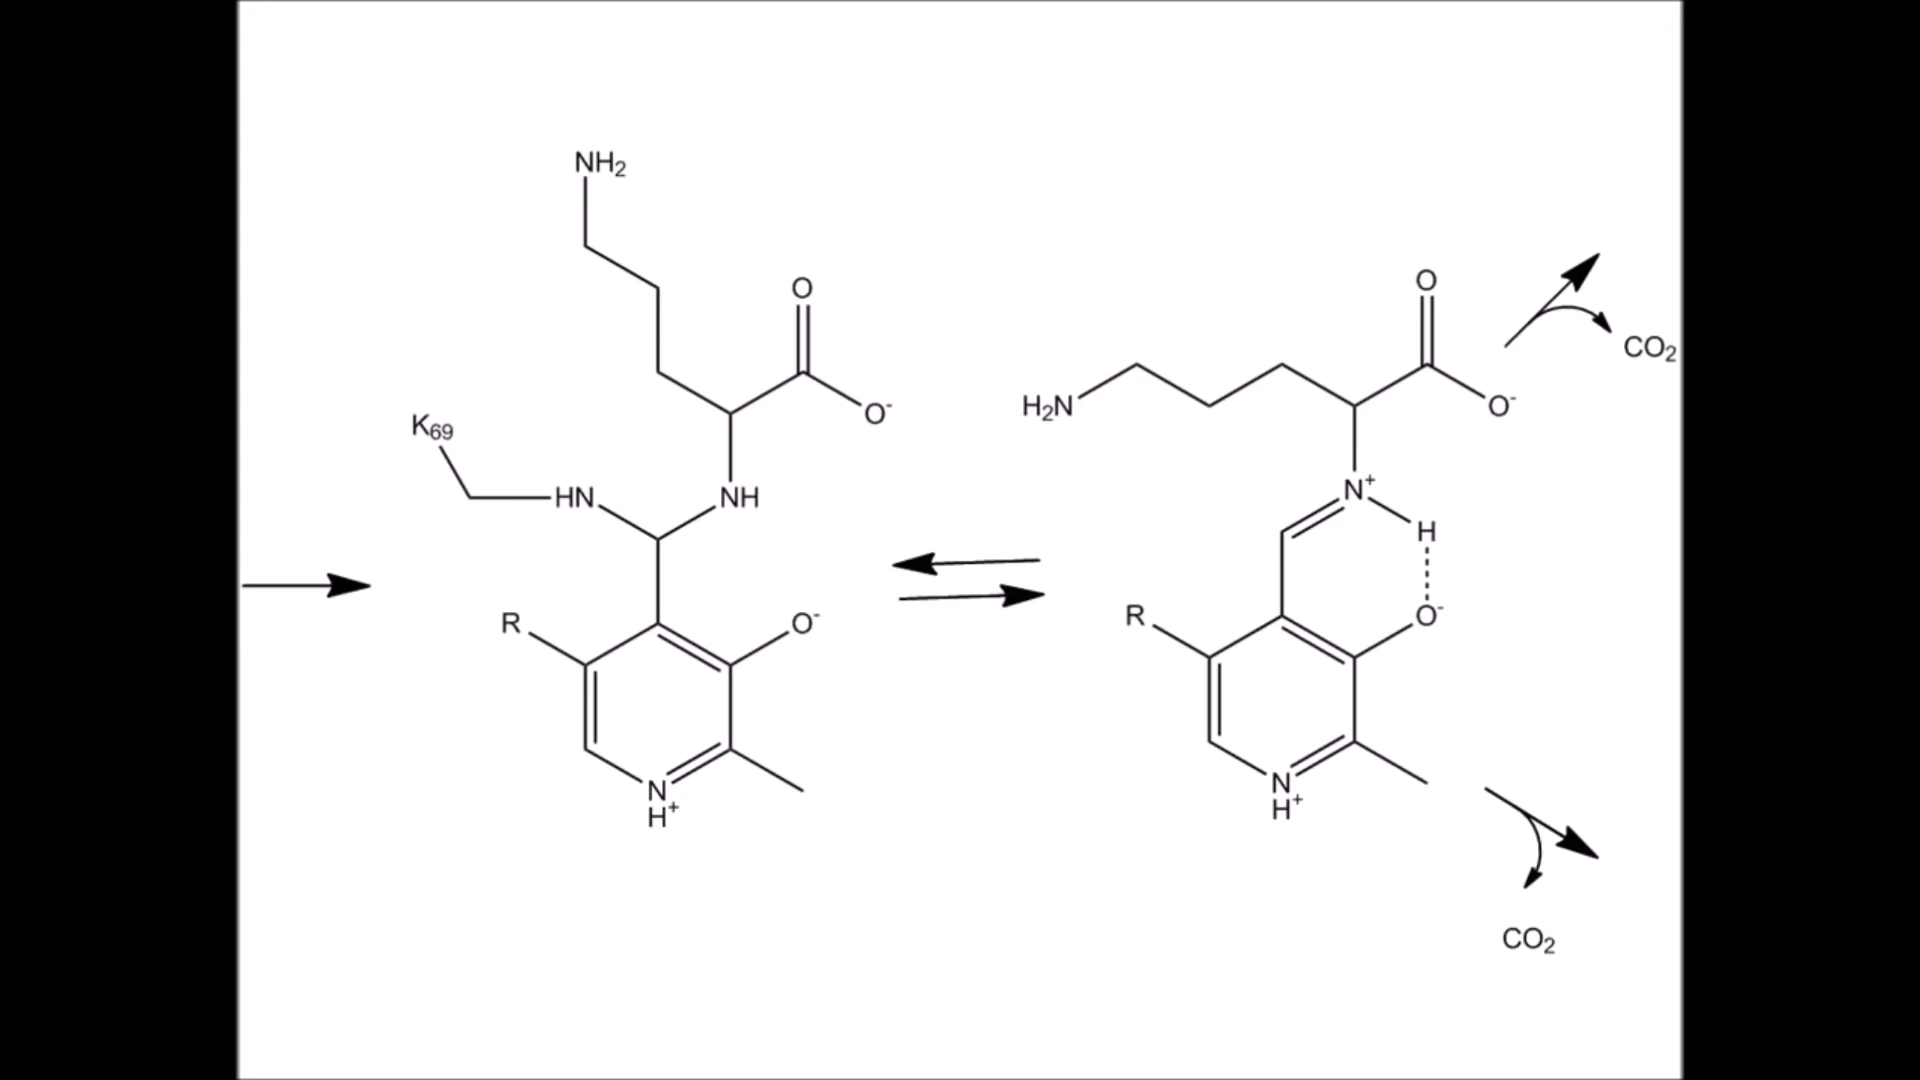 NH2
O
O-
K69
HN
NH
R
O-
N
H+
O
CO2
H2N
O-
N+
H
R
O-
N
H+
CO2